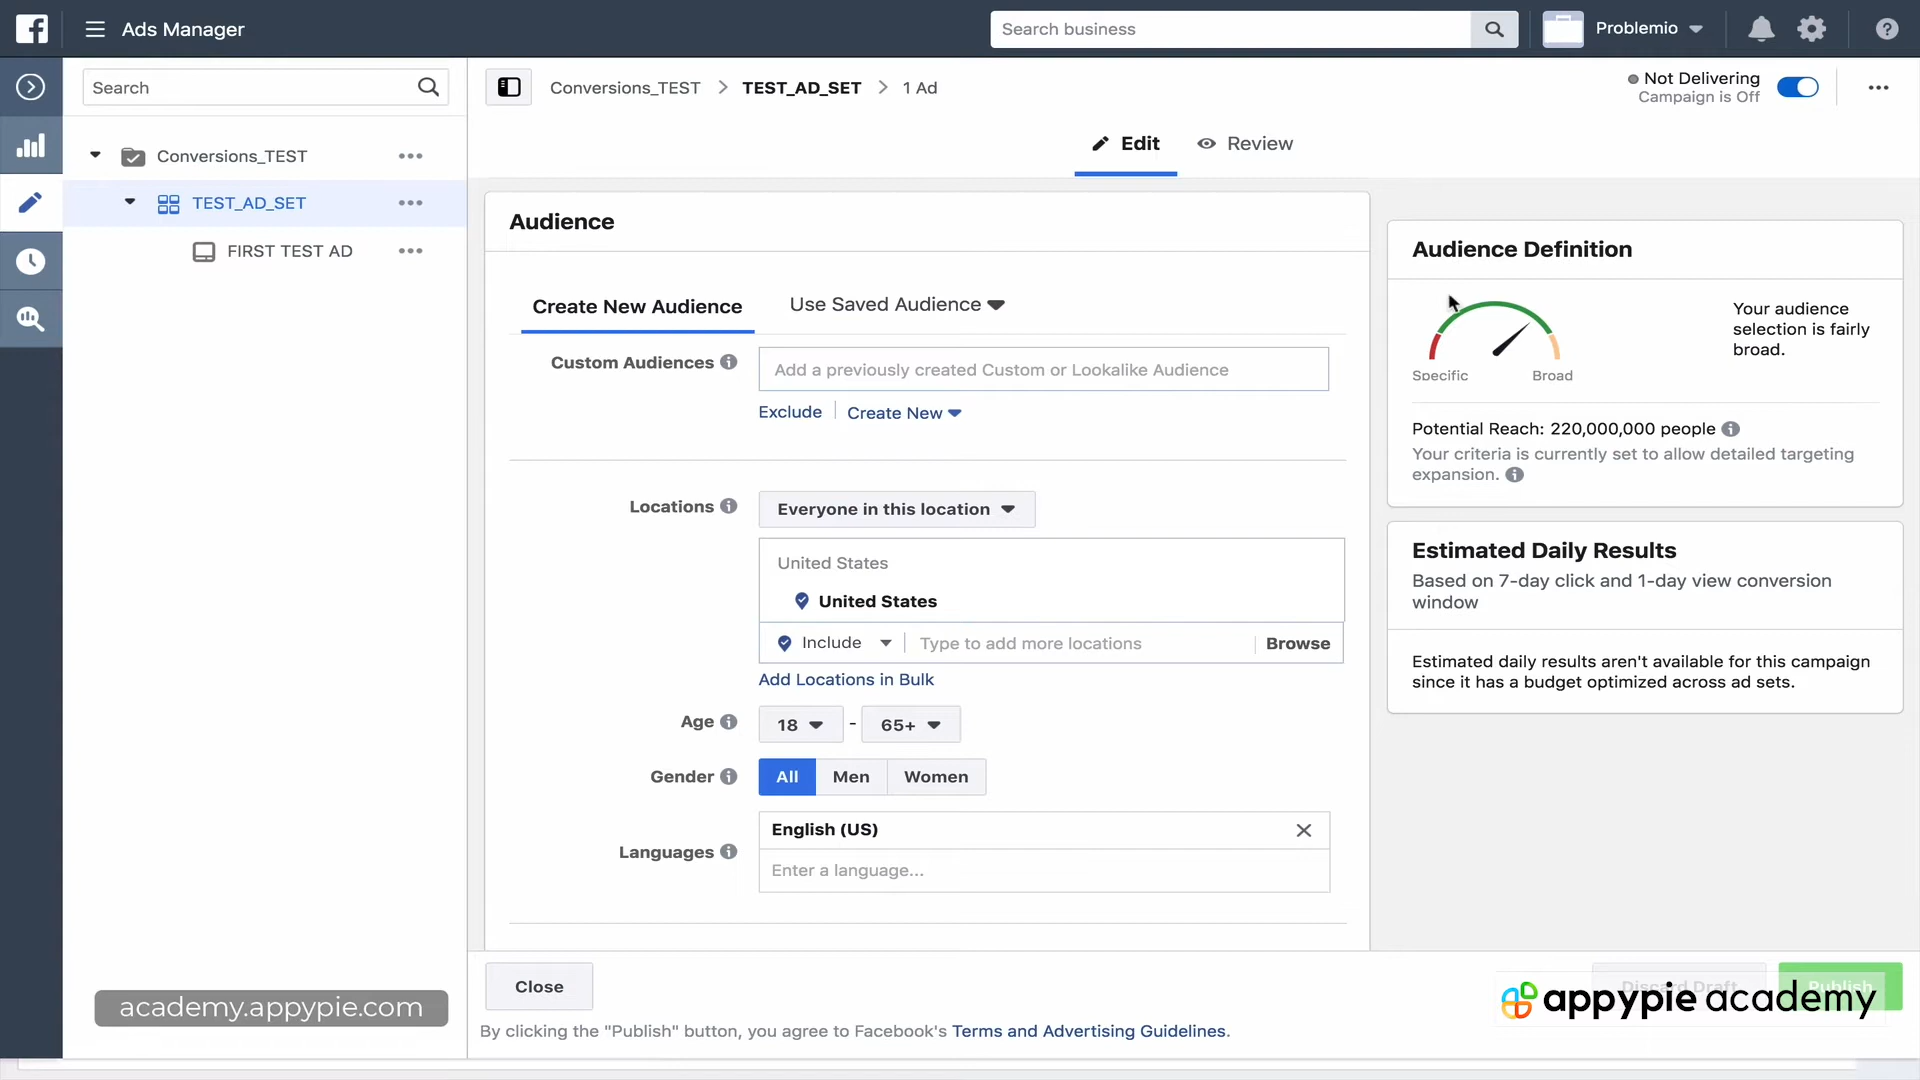 Ads Manager
Search business
Problemio
Search
Conversions_TEST
TEST_AD_SET
FIRST TEST AD
Conversions_TEST > TEST_AD_SET > 1 Ad
Not Delivering
Campaign is Off
Edit
Review
Audience
Create New Audience
Use Saved Audience
Custom Audiences
Add a previously created Custom or Lookalike Audience
Exclude
Create New
Locations
Everyone in this location
United States
United States
Include
Type to add more locations
Browse
Add Locations in Bulk
Age
18 - 65+
Gender
All
Men
Women
Languages
English (US)
Enter a language...
Audience Definition
Specific
Broad
Your audience
selection is fairly
broad.
Potential Reach: 220,000,000 people
Your criteria is currently set to allow detailed targeting
expansion.
Estimated Daily Results
Based on 7-day click and 1-day view conversion
window
Estimated daily results aren't available for this campaign
since it has a budget optimized across ad sets.
Close
Discard Draft
Publish
By clicking the "Publish" button, you agree to Facebook's Terms and Advertising Guidelines.
academy.appypie.com
appypie academy